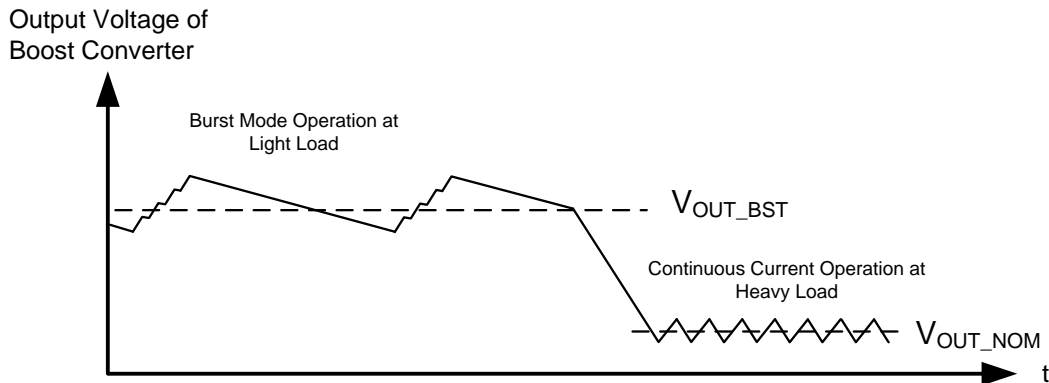 Output Voltage of
Boost Converter
Burst Mode Operation at
Light Load
VOUT_BST
Continuous Current Operation at
Heavy Load
VOUT_NOM
t